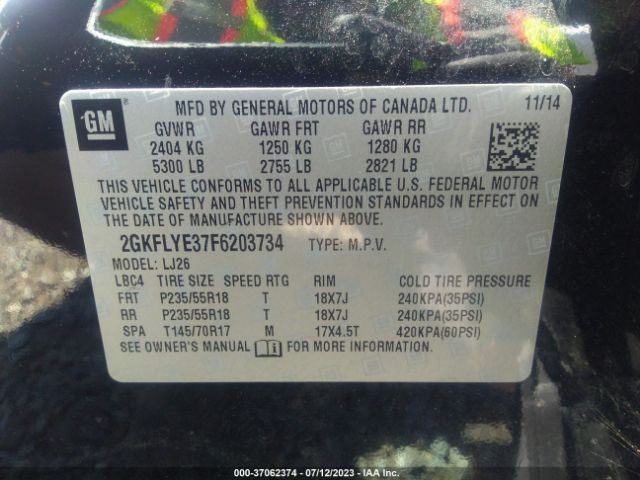 GM
MFD BY GENERAL MOTORS OF CANADA LTD. 11/14
GVWR GAWR FRT GAWR RR
2404 KG 1250 KG 1280 KG
5300 LB 2755 LB 2821 LB
THIS VEHICLE CONFORMS TO ALL APPLICABLE U.S. FEDERAL MOTOR
VEHICLE SAFETY AND THEFT PREVENTION STANDARDS IN EFFECT ON
THE DATE OF MANUFACTURE SHOWN ABOVE.
2GKFLYE37F6203734 TYPE: M.P.V.
MODEL: LJ26
LBC4 TIRE SIZE SPEED RTG RIM COLD TIRE PRESSURE
FRT P235/55R18 T 18X7J 240KPA(35PSI)
RR P235/55R18 T 18X7J 240KPA(35PSI)
SPA T145/70R17 M 17X4.5T 420KPA(60PSI)
SEE OWNER'S MANUAL FOR MORE INFORMATION.
000-37062374 / 07/12/2023 - IAA Inc.